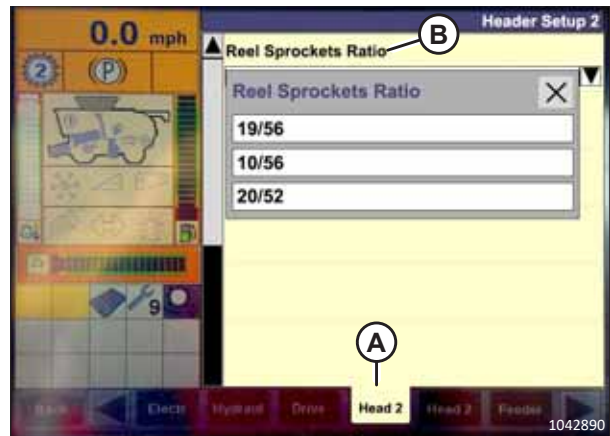 0.0 mph
Header Setup 2
B
Reel Sprockets Ratio
2
P
Reel Sprockets Ratio
19/56
10/56
20/52
9
A
Back
Electr
Hydraul
Drive
Head 2
Head 2
Feeder
1042890